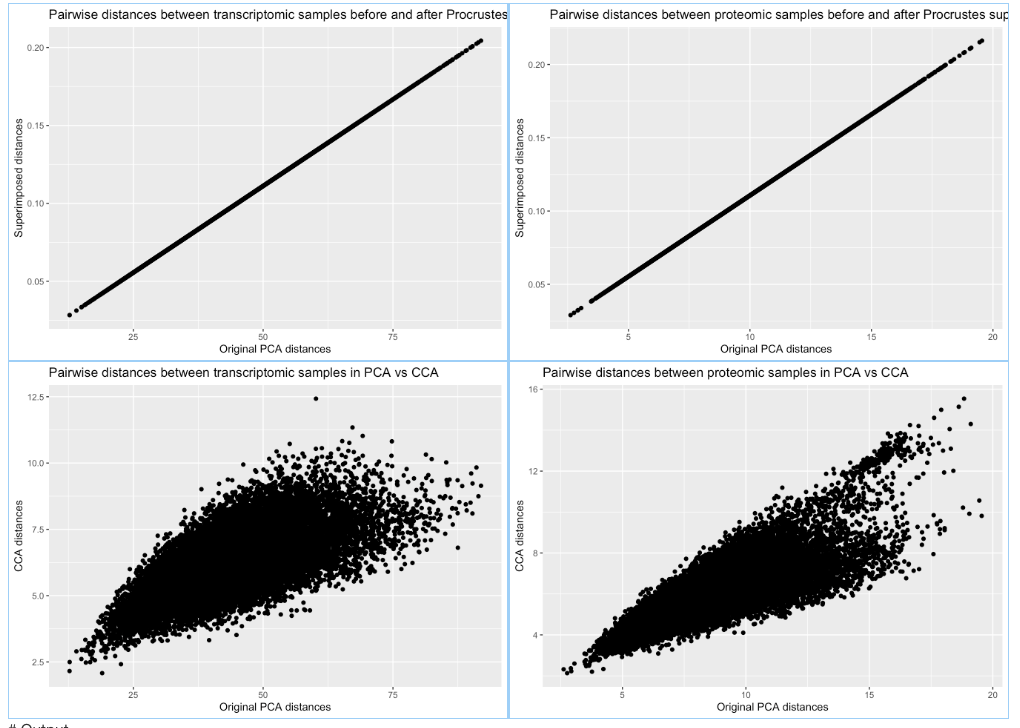 Pairwise distances between transcriptomic samples before and after Procrustes
0.20
0.15
0.10
0.05
Superimposed distances
25
50
75
Original PCA distances
Pairwise distances between proteomic samples before and after Procrustes sup
0.20
0.15
0.10
0.05
Superimposed distances
5
10
15
20
Original PCA distances
Pairwise distances between transcriptomic samples in PCA vs CCA
12.5
10.0
7.5
5.0
2.5
CCA distances
25
50
75
Original PCA distances
Pairwise distances between proteomic samples in PCA vs CCA
16
12
8
4
CCA distances
5
10
15
20
Original PCA distances
# Output